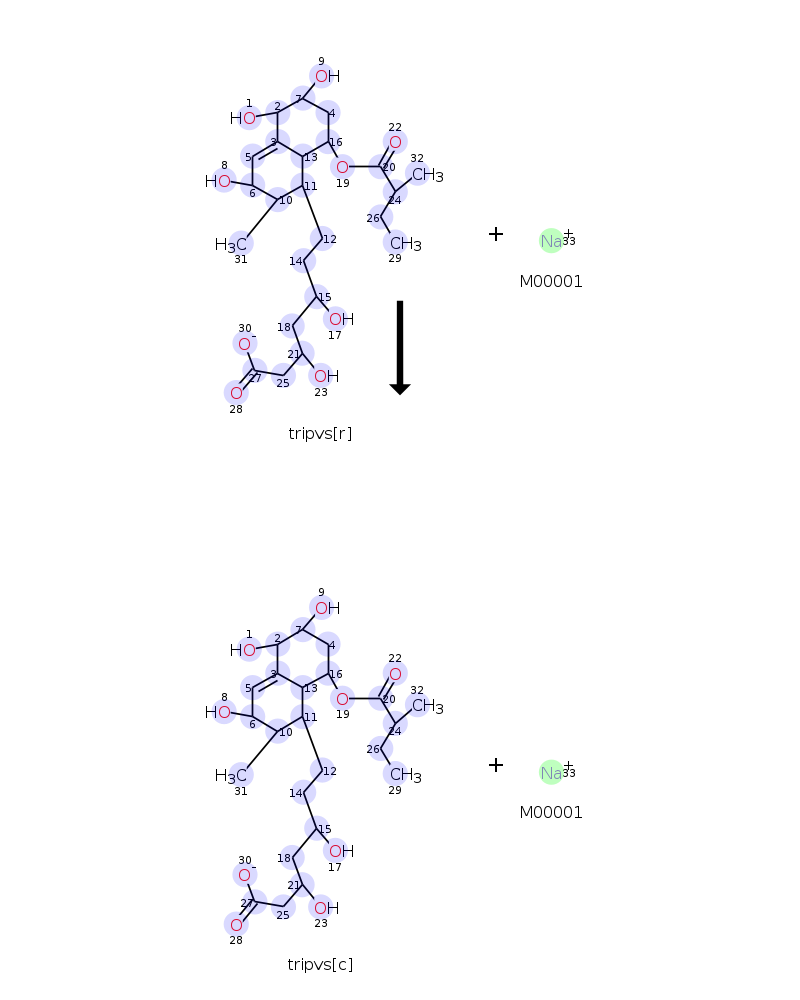 9
OH
1
2
7
HO
4
22
3
O
5
13
16
32
8
20
CH3
HO
O
11
19
6
24
10
26
12
CH3
H3C
29
31
+
Na+
33
14
M00001
15
30
18
OH
O-
17
21
27
OH
O
25
23
28
tripvs[r]
9
OH
1
2
7
HO
4
22
3
O
5
13
16
32
8
20
CH3
HO
O
11
19
6
24
10
26
12
CH3
H3C
29
31
+
Na+
33
14
M00001
15
30
18
OH
O-
17
21
27
OH
O
25
23
28
tripvs[c]